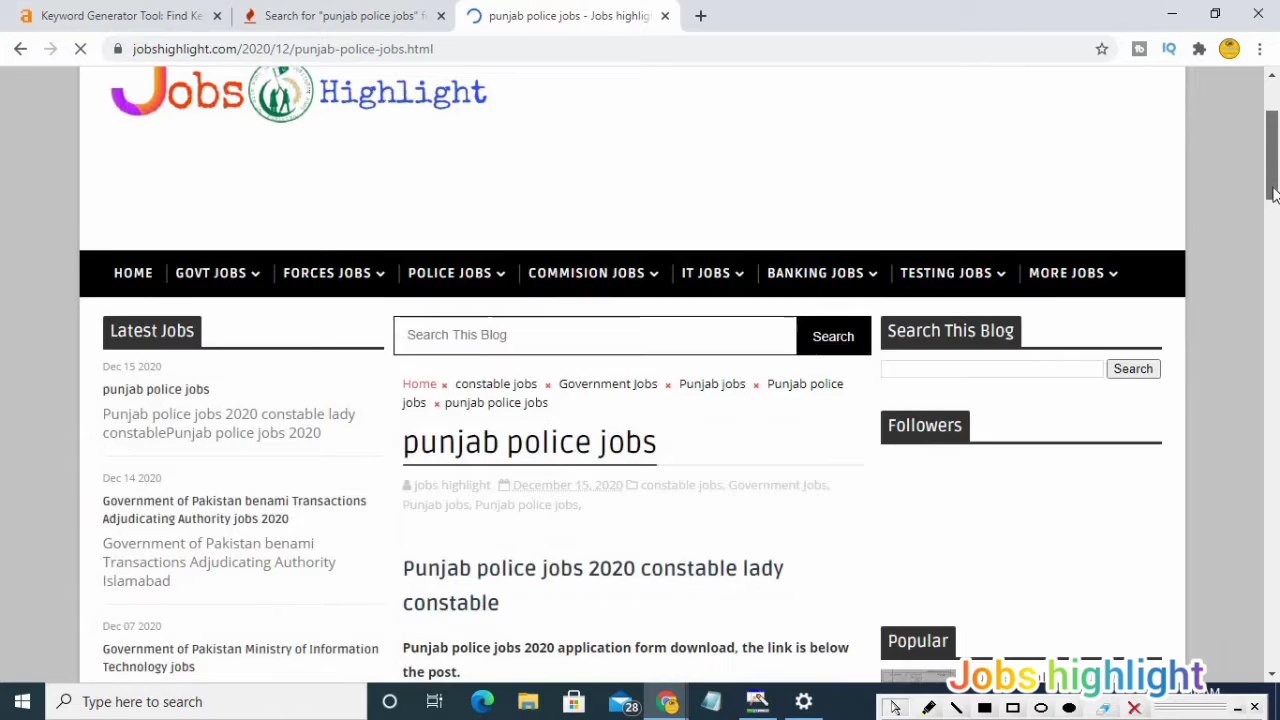 Keyword Generator Tool: Find Ke
Search for "punjab police jobs" f
punjab police jobs - Jobs highlig
jobshighlight.com/2020/12/punjab-police-jobs.html
IQ
Jobs Highlight
HOME
GOVT JOBS
FORCES JOBS
POLICE JOBS
COMMISION JOBS
IT JOBS
BANKING JOBS
TESTING JOBS
MORE JOBS
Latest Jobs
Dec 15 2020
punjab police jobs
Punjab police jobs 2020 constable lady
constablePunjab police jobs 2020
Dec 14 2020
Government of Pakistan benami Transactions
Adjudicating Authority jobs 2020
Government of Pakistan benami
Transactions Adjudicating Authority
Islamabad
Dec 07 2020
Government of Pakistan Ministry of Information
Technology jobs
Search This Blog
Search
Home × constable jobs × Government Jobs × Punjab jobs × Punjab police
jobs × punjab police jobs
punjab police jobs
jobs highlight December 15, 2020 constable jobs, Government Jobs,
Punjab jobs, Punjab police jobs,
Punjab police jobs 2020 constable lady
constable
Punjab police jobs 2020 application form download, the link is below
the post.
Search This Blog
Search
Followers
Popular
Jobs highlight
Type here to search
28